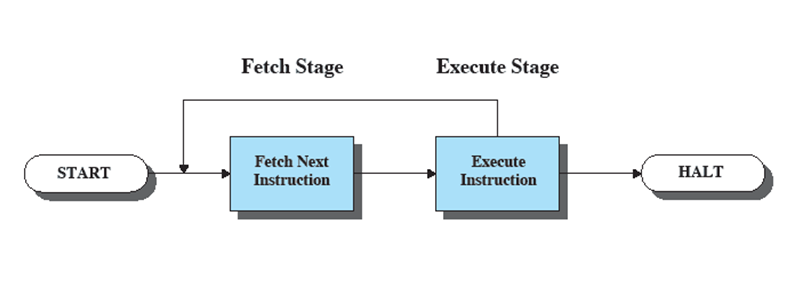 Fetch Stage
Execute Stage
START
Fetch Next
Instruction
Execute
Instruction
HALT